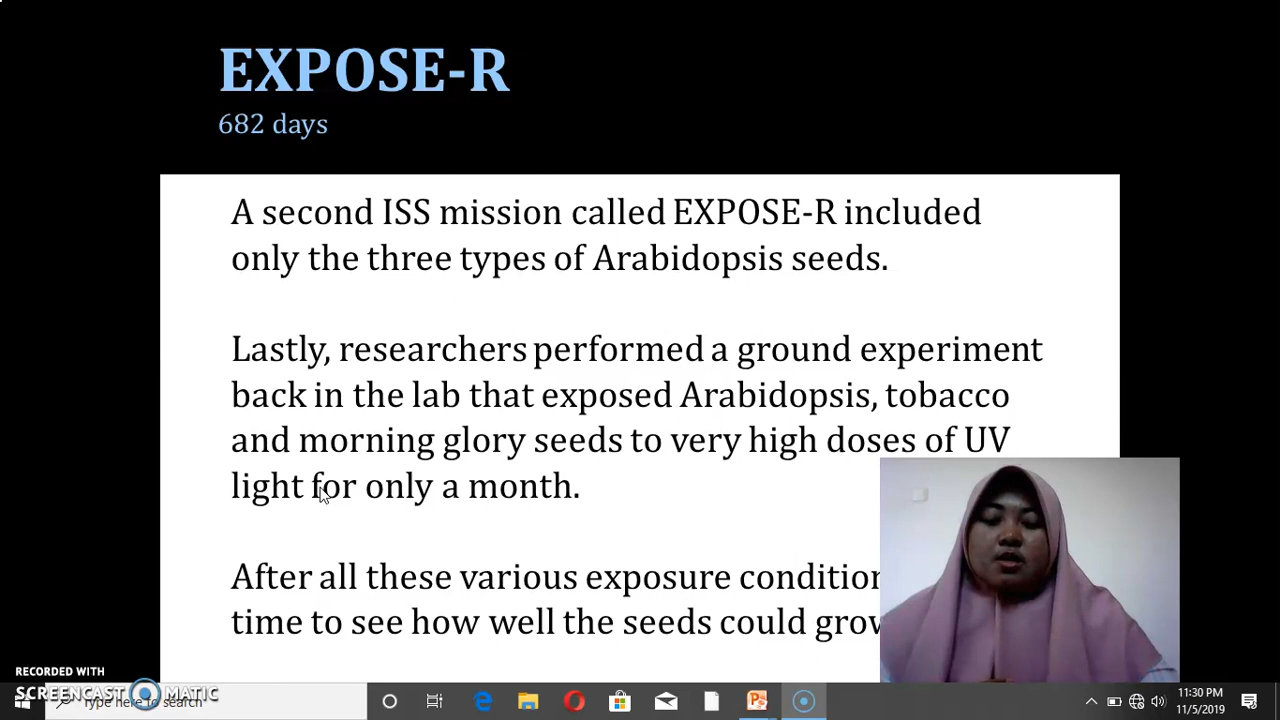 EXPOSE-R
682 days
A second ISS mission called EXPOSE-R included
only the three types of Arabidopsis seeds.
Lastly, researchers performed a ground experiment
back in the lab that exposed Arabidopsis, tobacco
and morning glory seeds to very high doses of UV
light for only a month.
After all these various exposure condition
time to see how well the seeds could grow
RECORDED WITH
SCREENCAST MATIC
Type here to search
11:30 PM
11/5/2019